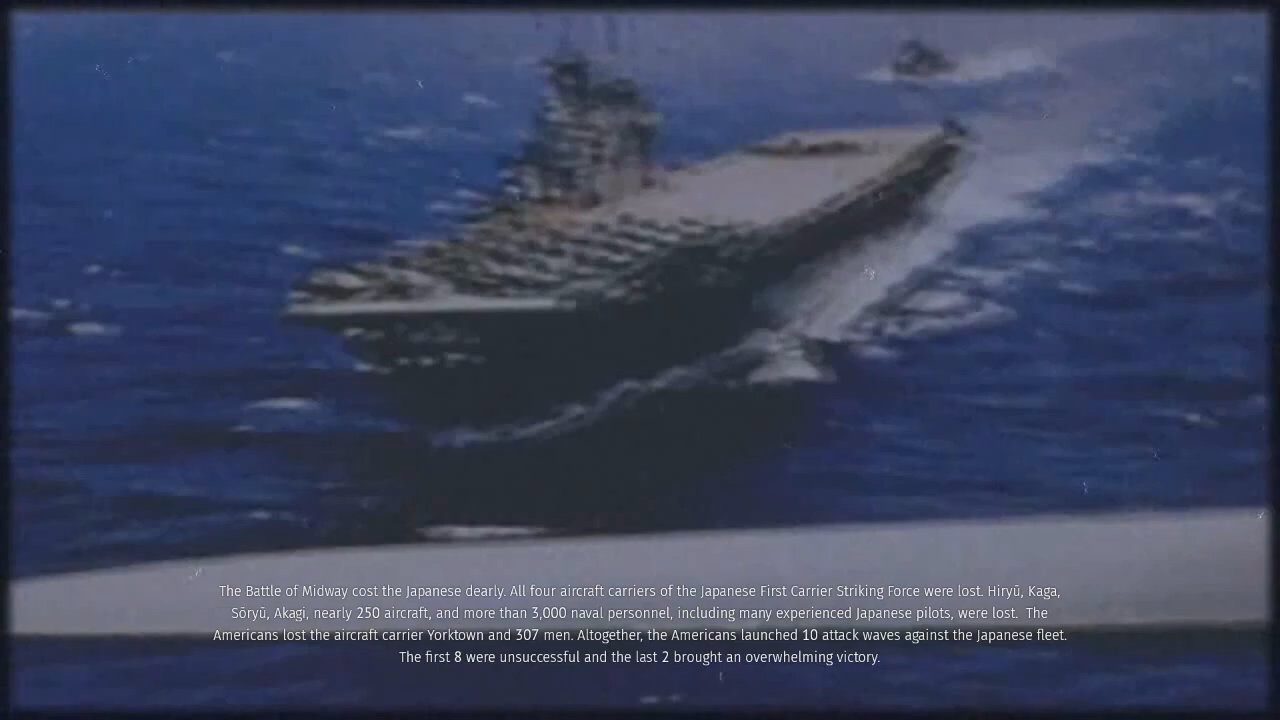 The Battle of Midway cost the Japanese dearly. All four aircraft carriers of the Japanese First Carrier Striking Force were lost. Hiryū, Kaga,
Sōryū, Akagi, nearly 250 aircraft, and more than 3,000 naval personnel, including many experienced Japanese pilots, were lost.  The
Americans lost the aircraft carrier Yorktown and 307 men. Altogether, the Americans launched 10 attack waves against the Japanese fleet.
The first 8 were unsuccessful and the last 2 brought an overwhelming victory.